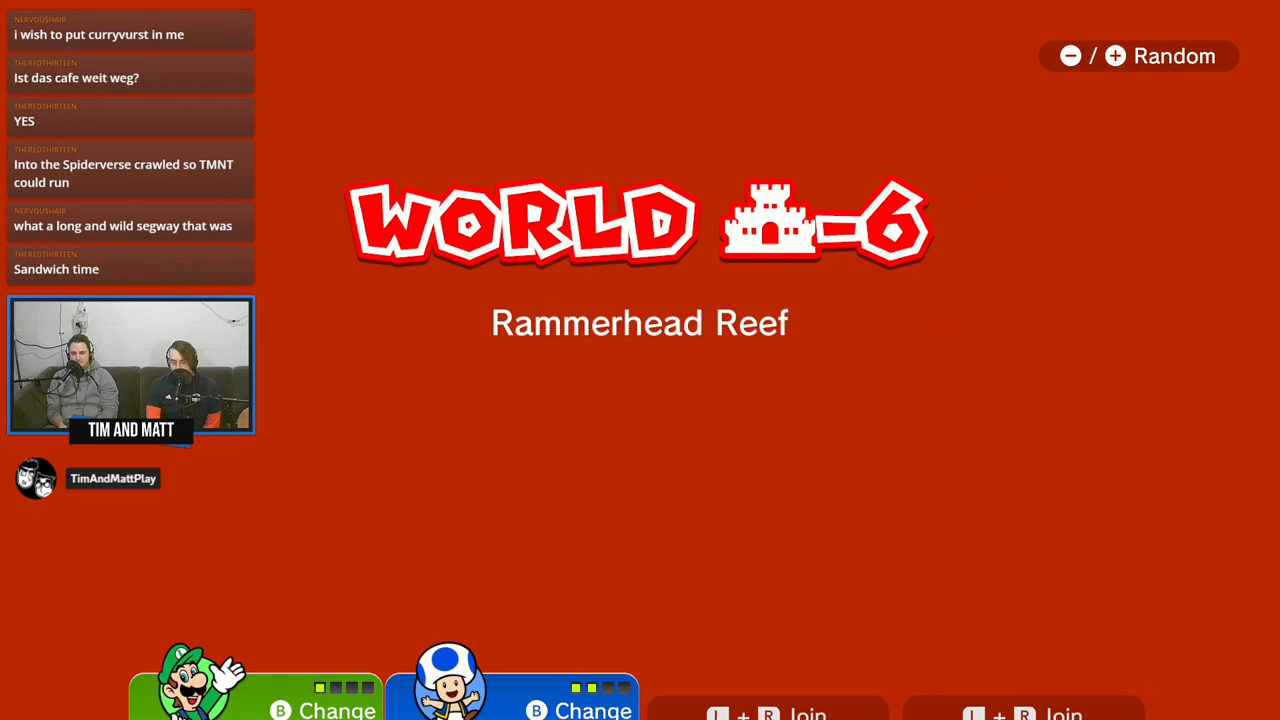 NERVOUSHAIR
i wish to put curryvurst in me
THEREDTHIRTEEN
Ist das cafe weit weg?
THEREDTHIRTEEN
YES
THEREDTHIRTEEN
Into the Spiderverse crawled so TMNT
could run
NERVOUSHAIR
what a long and wild segway that was
THEREDTHIRTEEN
Sandwich time
TIM AND MATT
TimAndMattPlay
- / + Random
WORLD -6
Rammerhead Reef
B Change
B Change
L + R Join
L + R Join